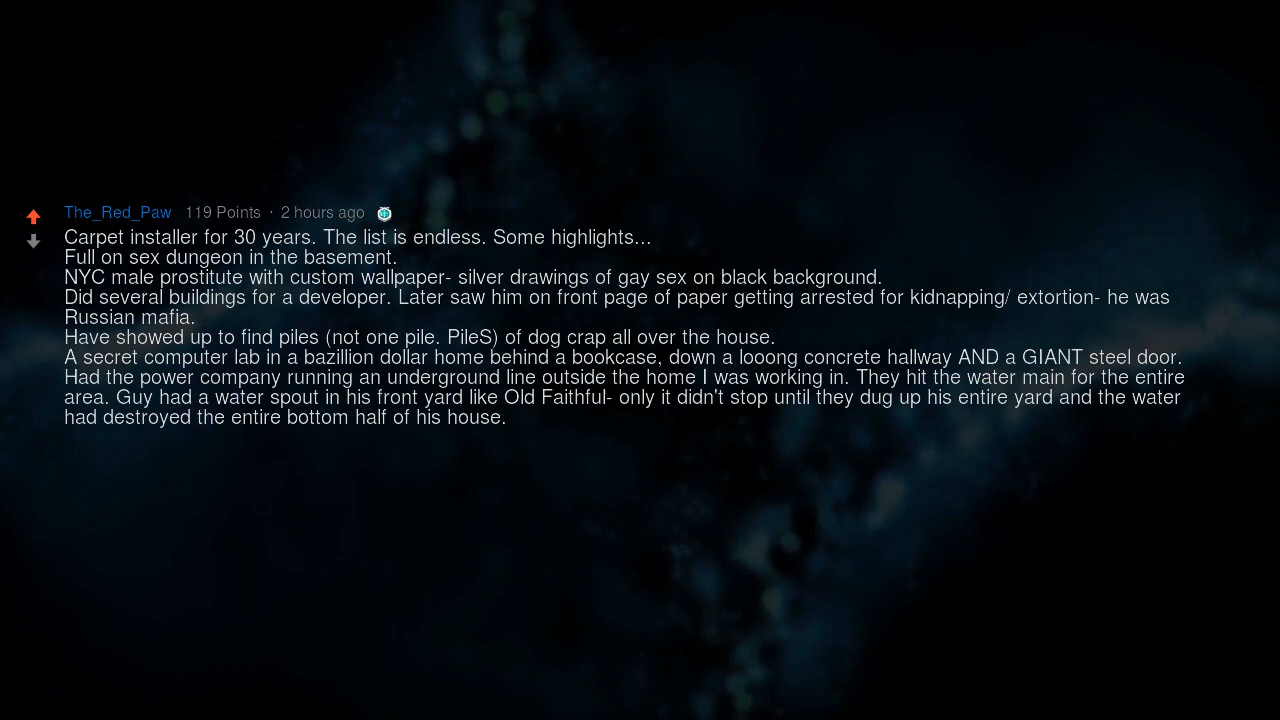 The_Red_Paw 119 Points · 2 hours ago
Carpet installer for 30 years. The list is endless. Some highlights...
Full on sex dungeon in the basement.
NYC male prostitute with custom wallpaper- silver drawings of gay sex on black background.
Did several buildings for a developer. Later saw him on front page of paper getting arrested for kidnapping/ extortion- he was
Russian mafia.
Have showed up to find piles (not one pile. PileS) of dog crap all over the house.
A secret computer lab in a bazillion dollar home behind a bookcase, down a looong concrete hallway AND a GIANT steel door.
Had the power company running an underground line outside the home I was working in. They hit the water main for the entire
area. Guy had a water spout in his front yard like Old Faithful- only it didn't stop until they dug up his entire yard and the water
had destroyed the entire bottom half of his house.